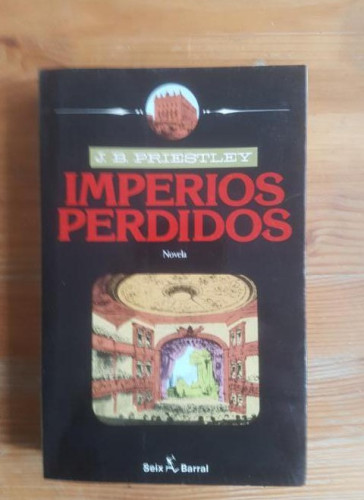 J. B. PRIESTLEY
IMPERIOS
PERDIDOS
Novela
Seix Barral